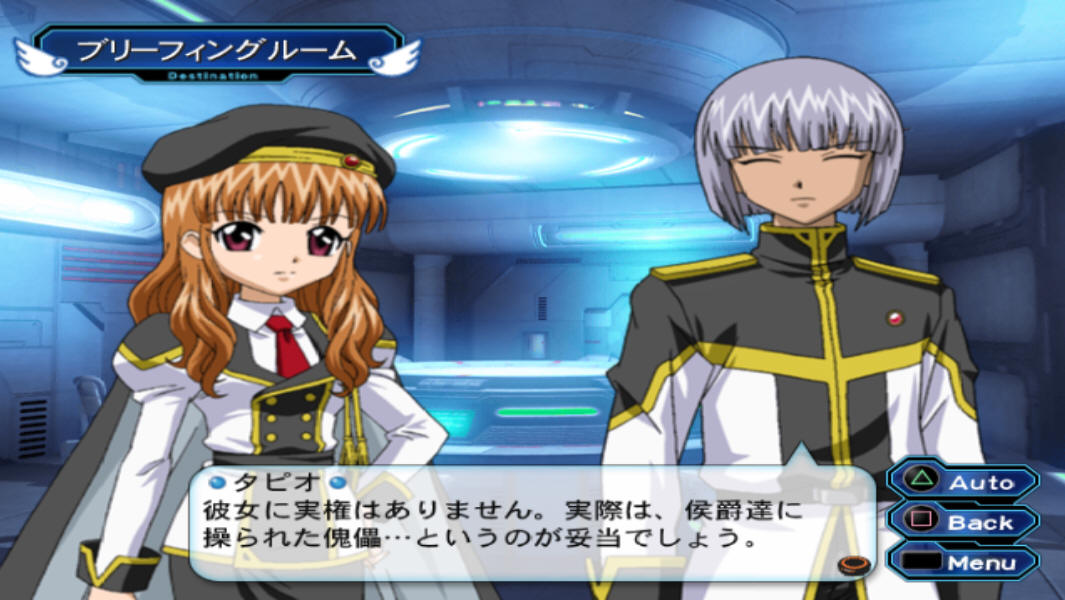 ブリーフィングルーム
Destination
タピオ
彼女に実権はありません。実際は、侯爵達に
操られた傀儡…というのが妥当でしょう。
Auto
Back
Menu